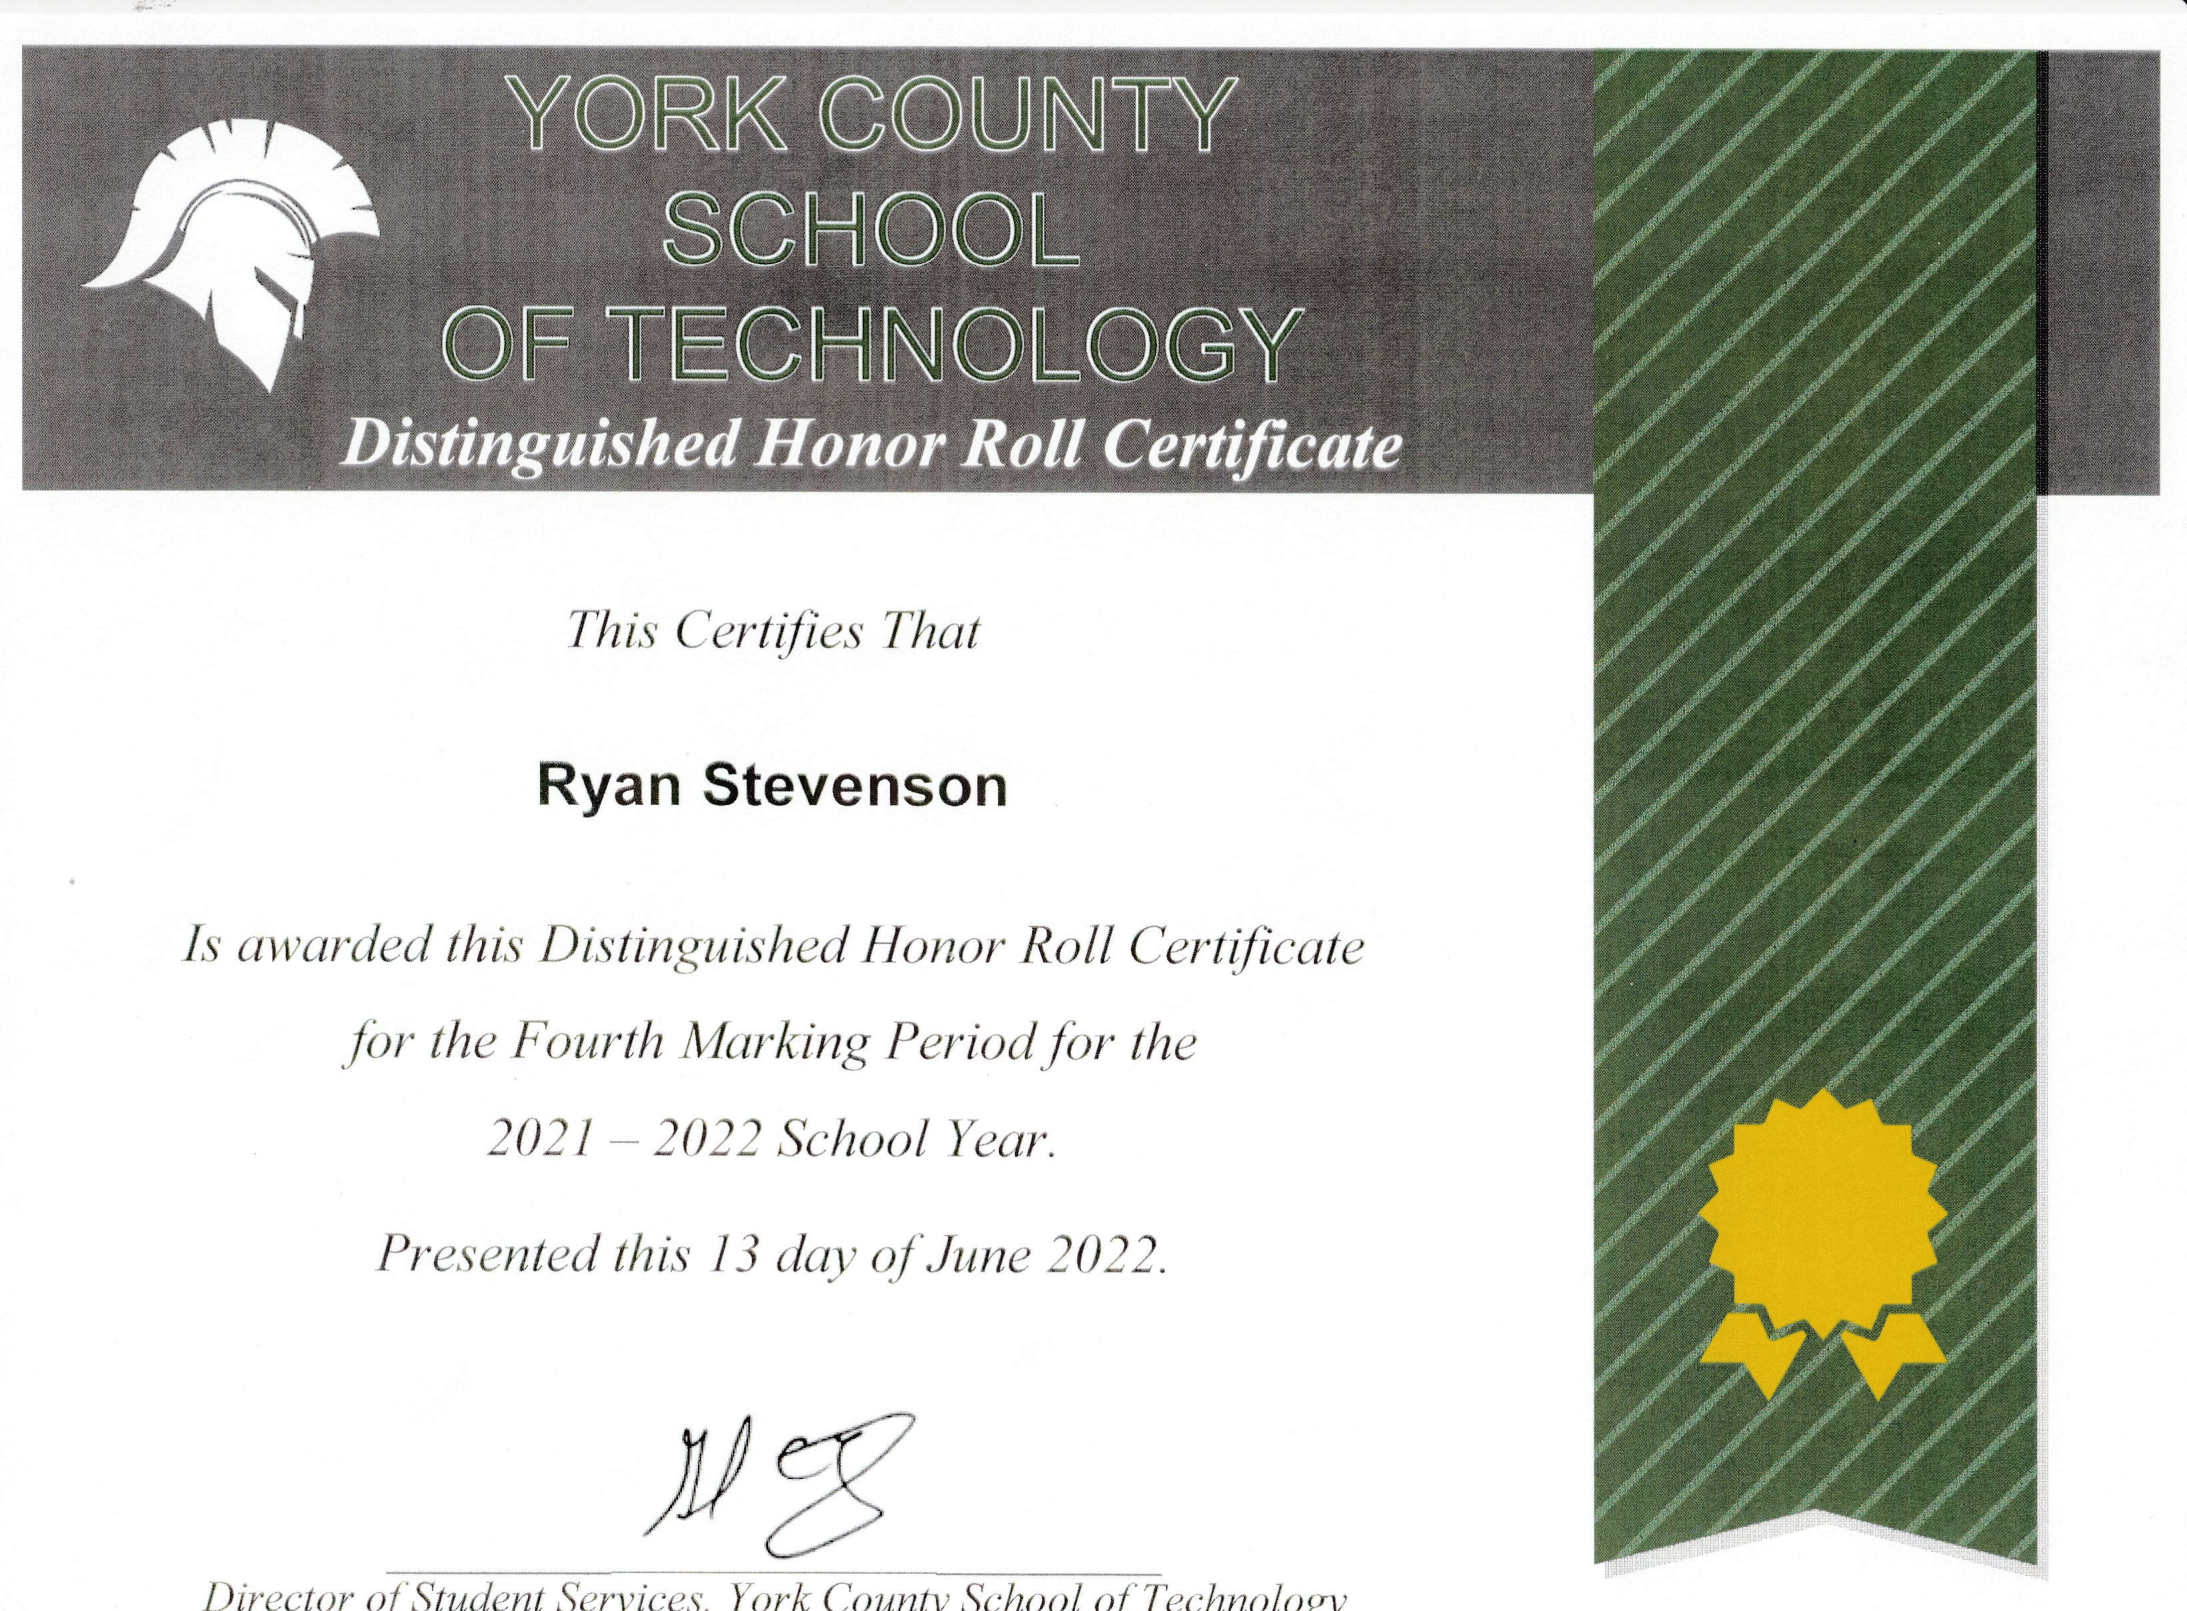 YORK COUNTY
SCHOOL
OF TECHNOLOGY
Distinguished Honor Roll Certificate
This Certifies That
Ryan Stevenson
Is awarded this Distinguished Honor Roll Certificate
for the Fourth Marking Period for the
2021 – 2022 School Year.
Presented this 13 day of June 2022.
Director of Student Services, York County School of Technology